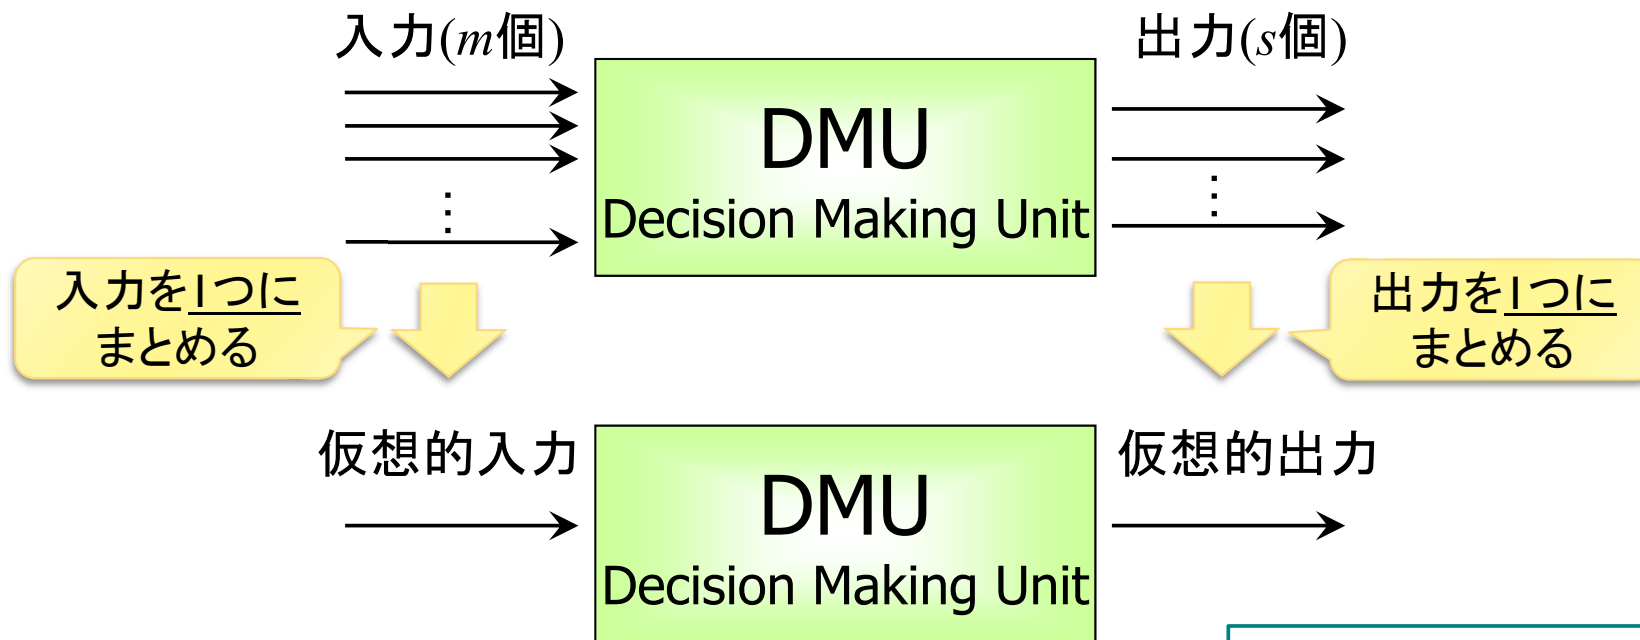 入力(m個)
出力(s個)
DMU
Decision Making Unit
⋮
⋮
入力を1つに
まとめる
出力を1つに
まとめる
仮想的入力
仮想的出力
DMU
Decision Making Unit